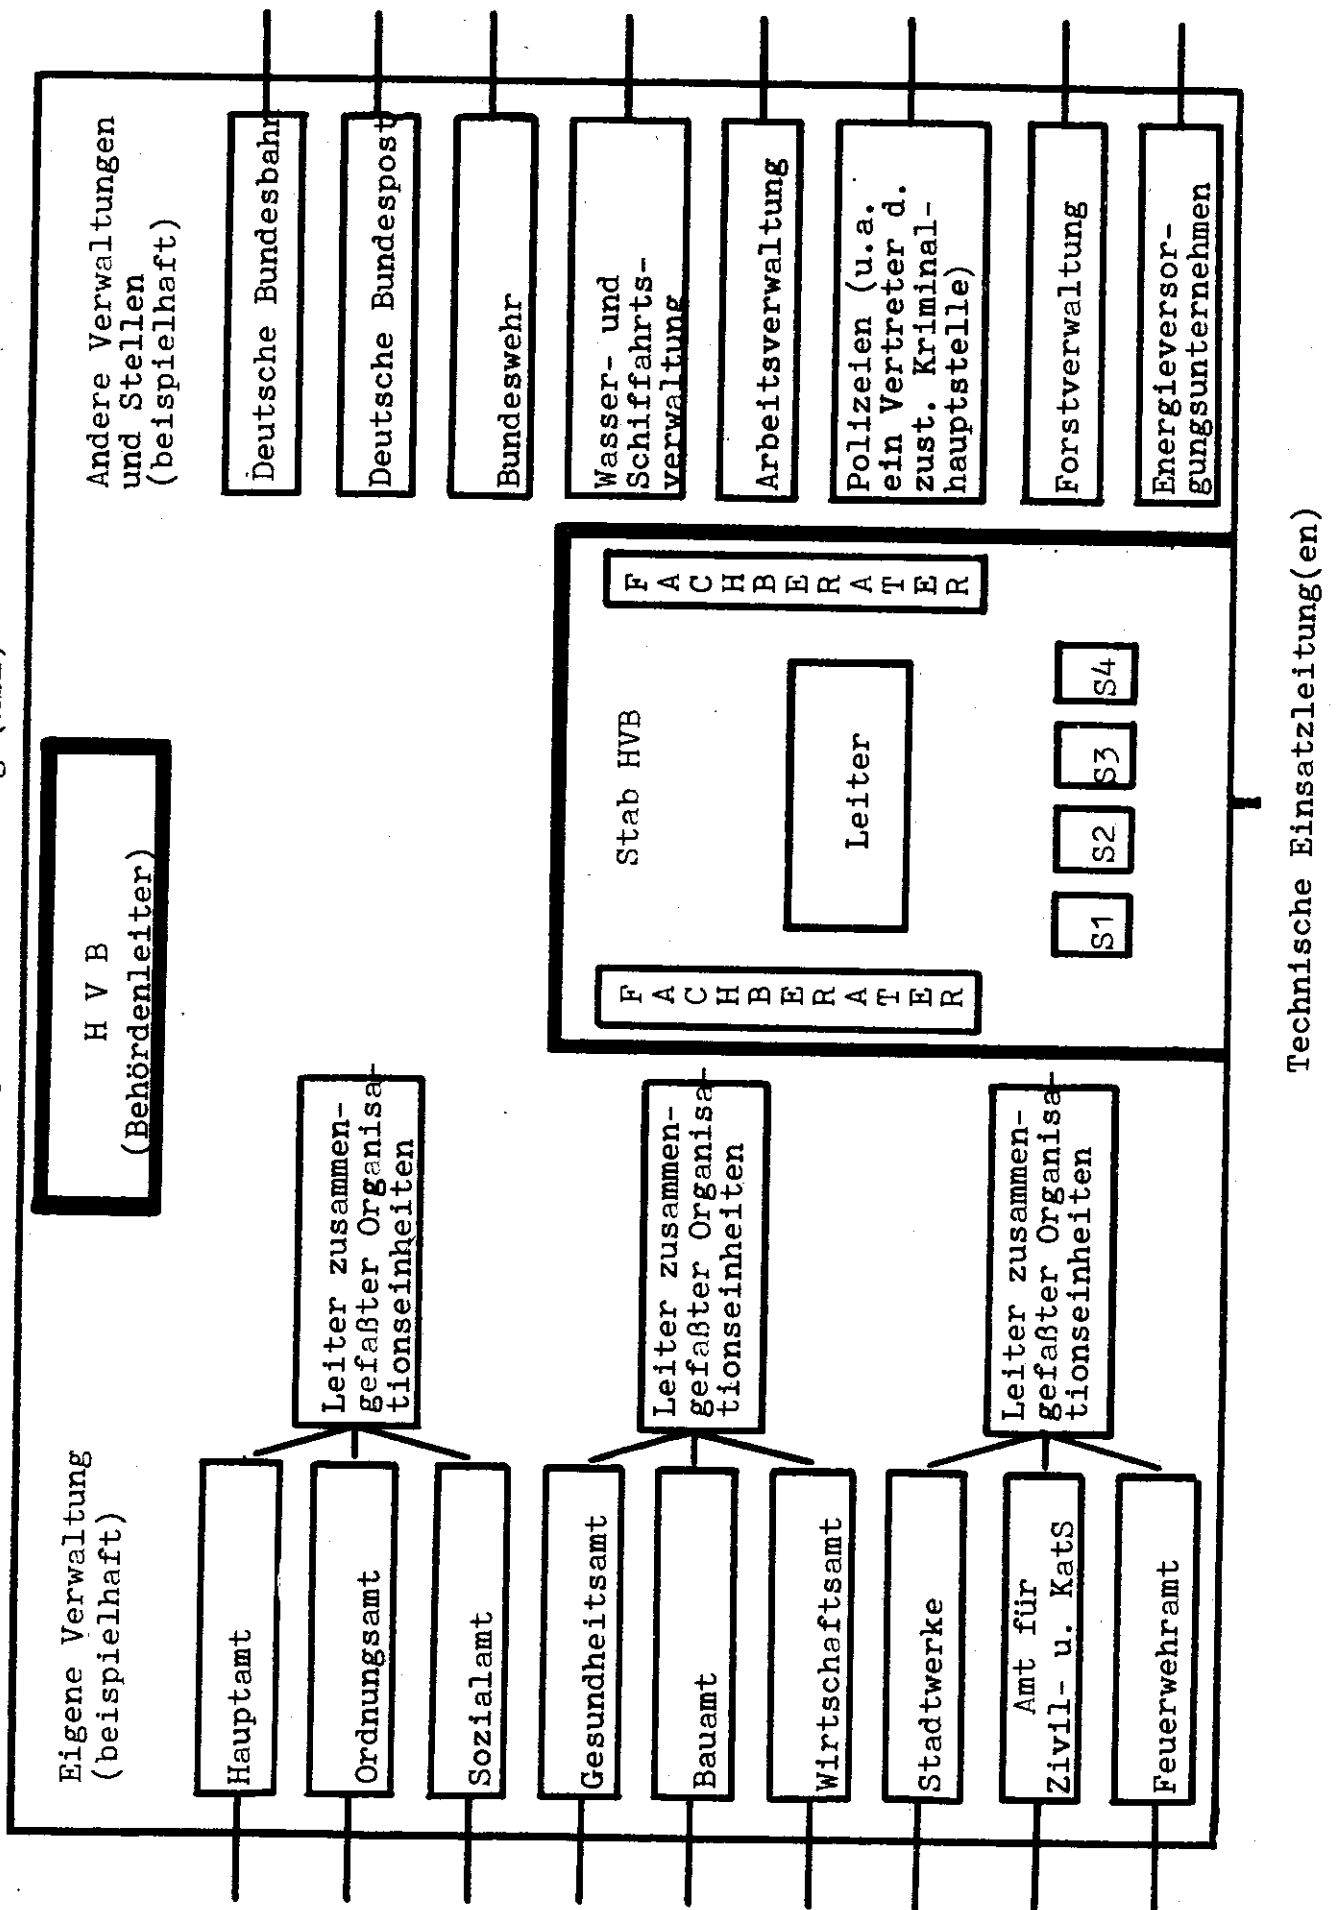 H V B
(Behördenleiter)
Eigene Verwaltung
(beispielhaft)
Hauptamt
Ordnungsamt
Sozialamt
Gesundheitsamt
Bauamt
Wirtschaftsamt
Stadtwerke
Amt für
Zivil- u. KatS
Feuerwehramt
Leiter zusammen-
gefaßter Organisa-
tionseinheiten
Leiter zusammen-
gefaßter Organisa-
tionseinheiten
Leiter zusammen-
gefaßter Organisa-
tionseinheiten
Stab HVB
FACHBERATER
Leiter
FACHBERATER
S1
S2
S3
S4
Andere Verwaltungen
und Stellen
(beispielhaft)
Deutsche Bundesbahn
Deutsche Bundespost
Bundeswehr
Wasser- und
Schiffahrts-
verwaltung
Arbeitsverwaltung
Polizeien (u.a.
ein Vertreter d.
zust. Kriminal-
hauptstelle)
Forstverwaltung
Energieversor-
gungsunternehmen
Technische Einsatzleitung(en)